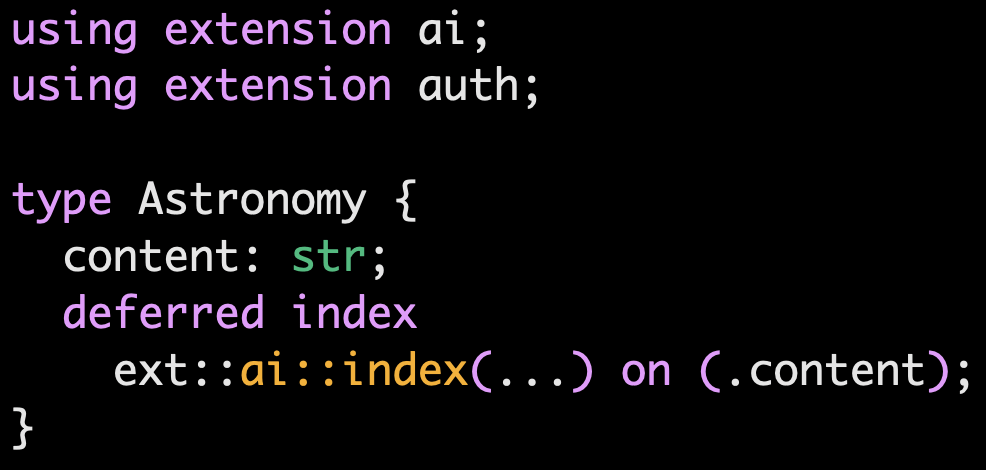 using extension ai;
using extension auth;

type Astronomy {
  content: str;
  deferred index
    ext::ai::index(...) on (.content);
}